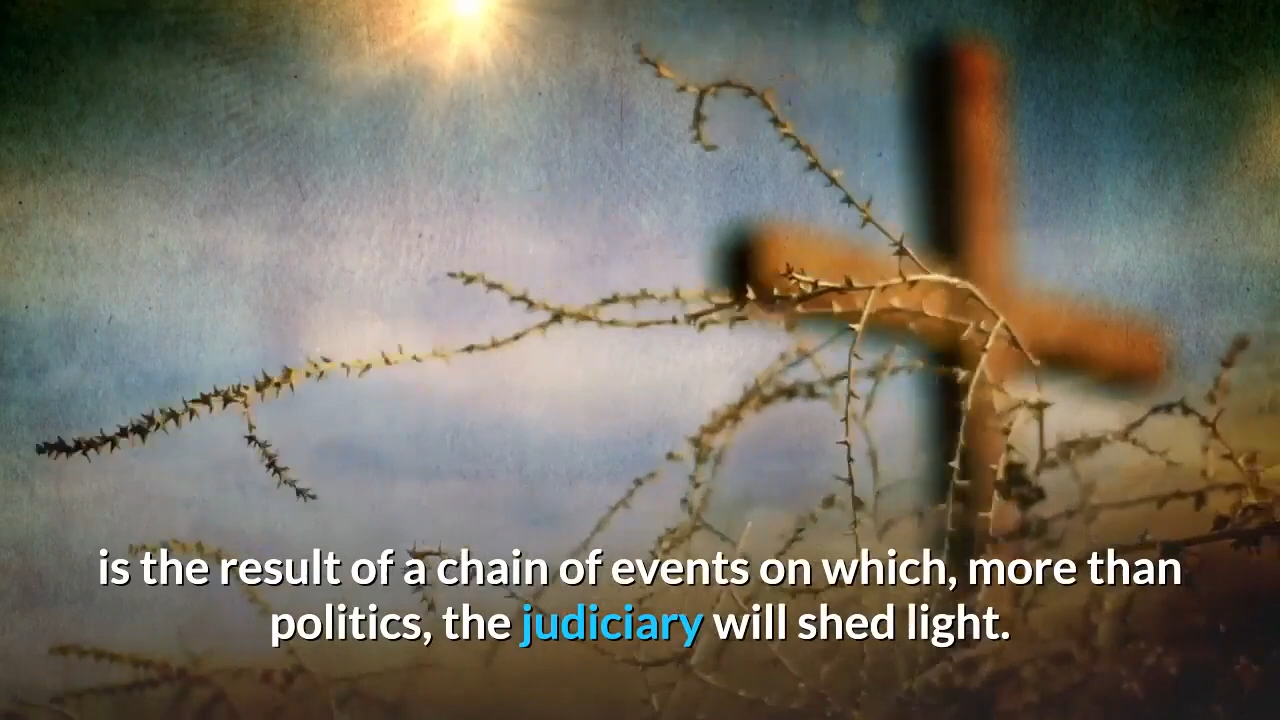 is the result of a chain of events on which, more than
politics, the judiciary will shed light.